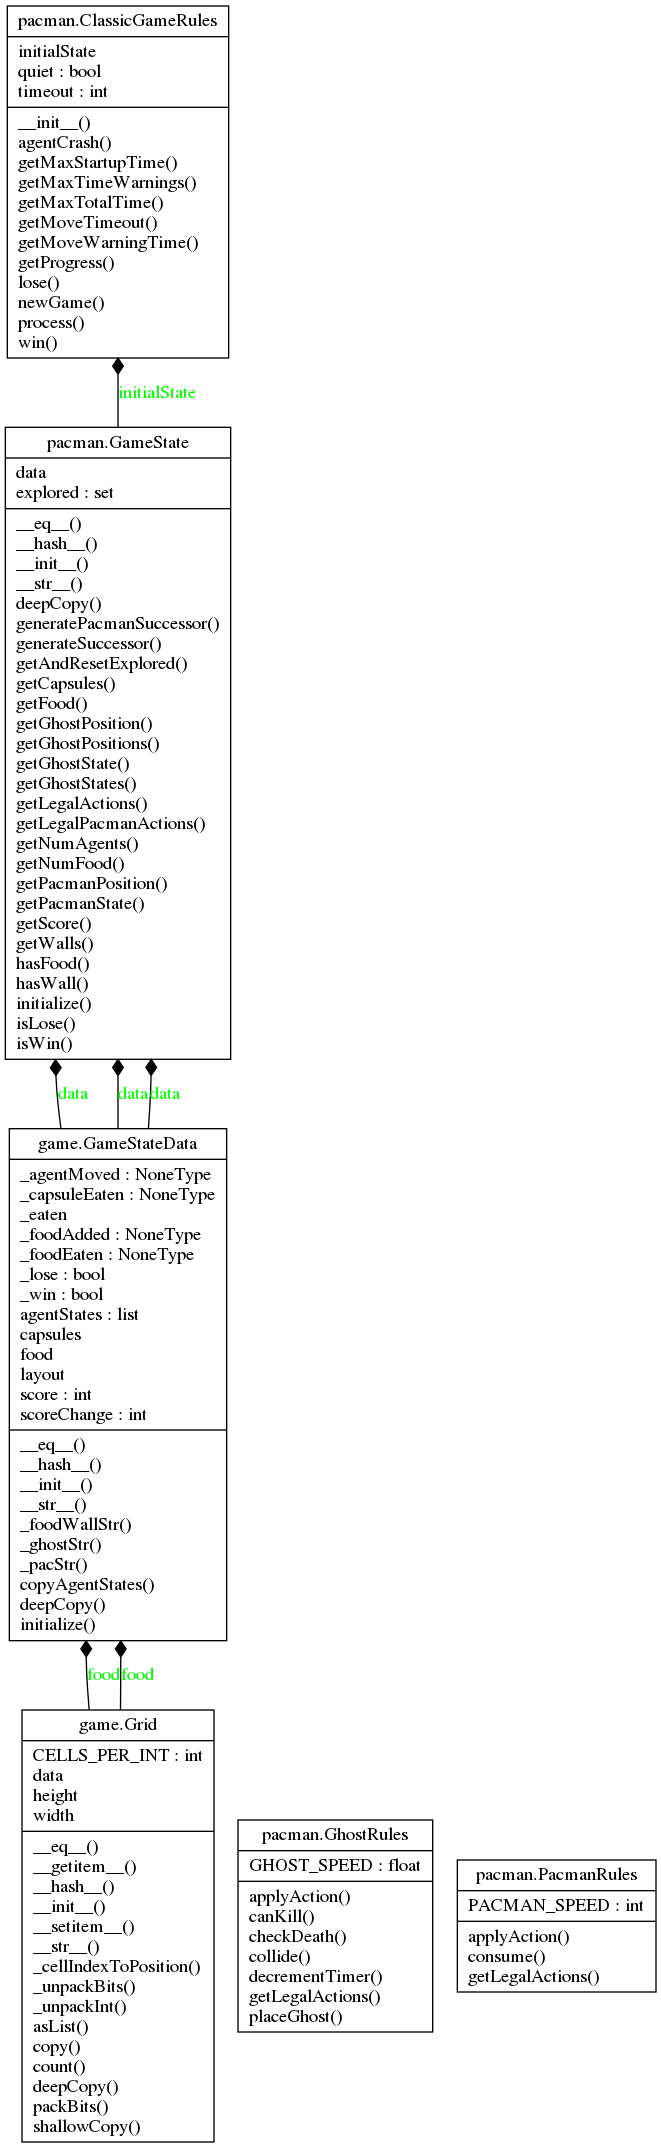 pacman.ClassicGameRules
initialState
quiet : bool
timeout : int
__init__()
agentCrash()
getMaxStartupTime()
getMaxTimeWarnings()
getMaxTotalTime()
getMoveTimeout()
getMoveWarningTime()
getProgress()
lose()
newGame()
process()
win()
initialState
pacman.GameState
data
explored : set
__eq__()
__hash__()
__init__()
__str__()
deepCopy()
generatePacmanSuccessor()
generateSuccessor()
getAndResetExplored()
getCapsules()
getFood()
getGhostPosition()
getGhostPositions()
getGhostState()
getGhostStates()
getLegalActions()
getLegalPacmanActions()
getNumAgents()
getNumFood()
getPacmanPosition()
getPacmanState()
getScore()
getWalls()
hasFood()
hasWall()
initialize()
isLose()
isWin()
data
data
data
game.GameStateData
_agentMoved : NoneType
_capsuleEaten : NoneType
_eaten
_foodAdded : NoneType
_foodEaten : NoneType
_lose : bool
_win : bool
agentStates : list
capsules
food
layout
score : int
scoreChange : int
__eq__()
__hash__()
__init__()
__str__()
_foodWallStr()
_ghostStr()
_pacStr()
copyAgentStates()
deepCopy()
initialize()
food
food
game.Grid
CELLS_PER_INT : int
data
height
width
__eq__()
__getitem__()
__hash__()
__init__()
__setitem__()
__str__()
_cellIndexToPosition()
_unpackBits()
_unpackInt()
asList()
copy()
count()
deepCopy()
packBits()
shallowCopy()
pacman.GhostRules
GHOST_SPEED : float
applyAction()
canKill()
checkDeath()
collide()
decrementTimer()
getLegalActions()
placeGhost()
pacman.PacmanRules
PACMAN_SPEED : int
applyAction()
consume()
getLegalActions()